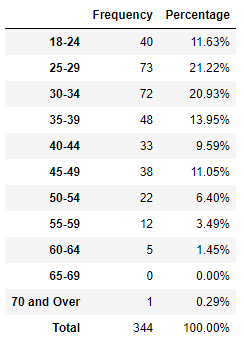 Frequency Percentage
18-24 40 11.63%
25-29 73 21.22%
30-34 72 20.93%
35-39 48 13.95%
40-44 33 9.59%
45-49 38 11.05%
50-54 22 6.40%
55-59 12 3.49%
60-64 5 1.45%
65-69 0 0.00%
70 and Over 1 0.29%
Total 344 100.00%